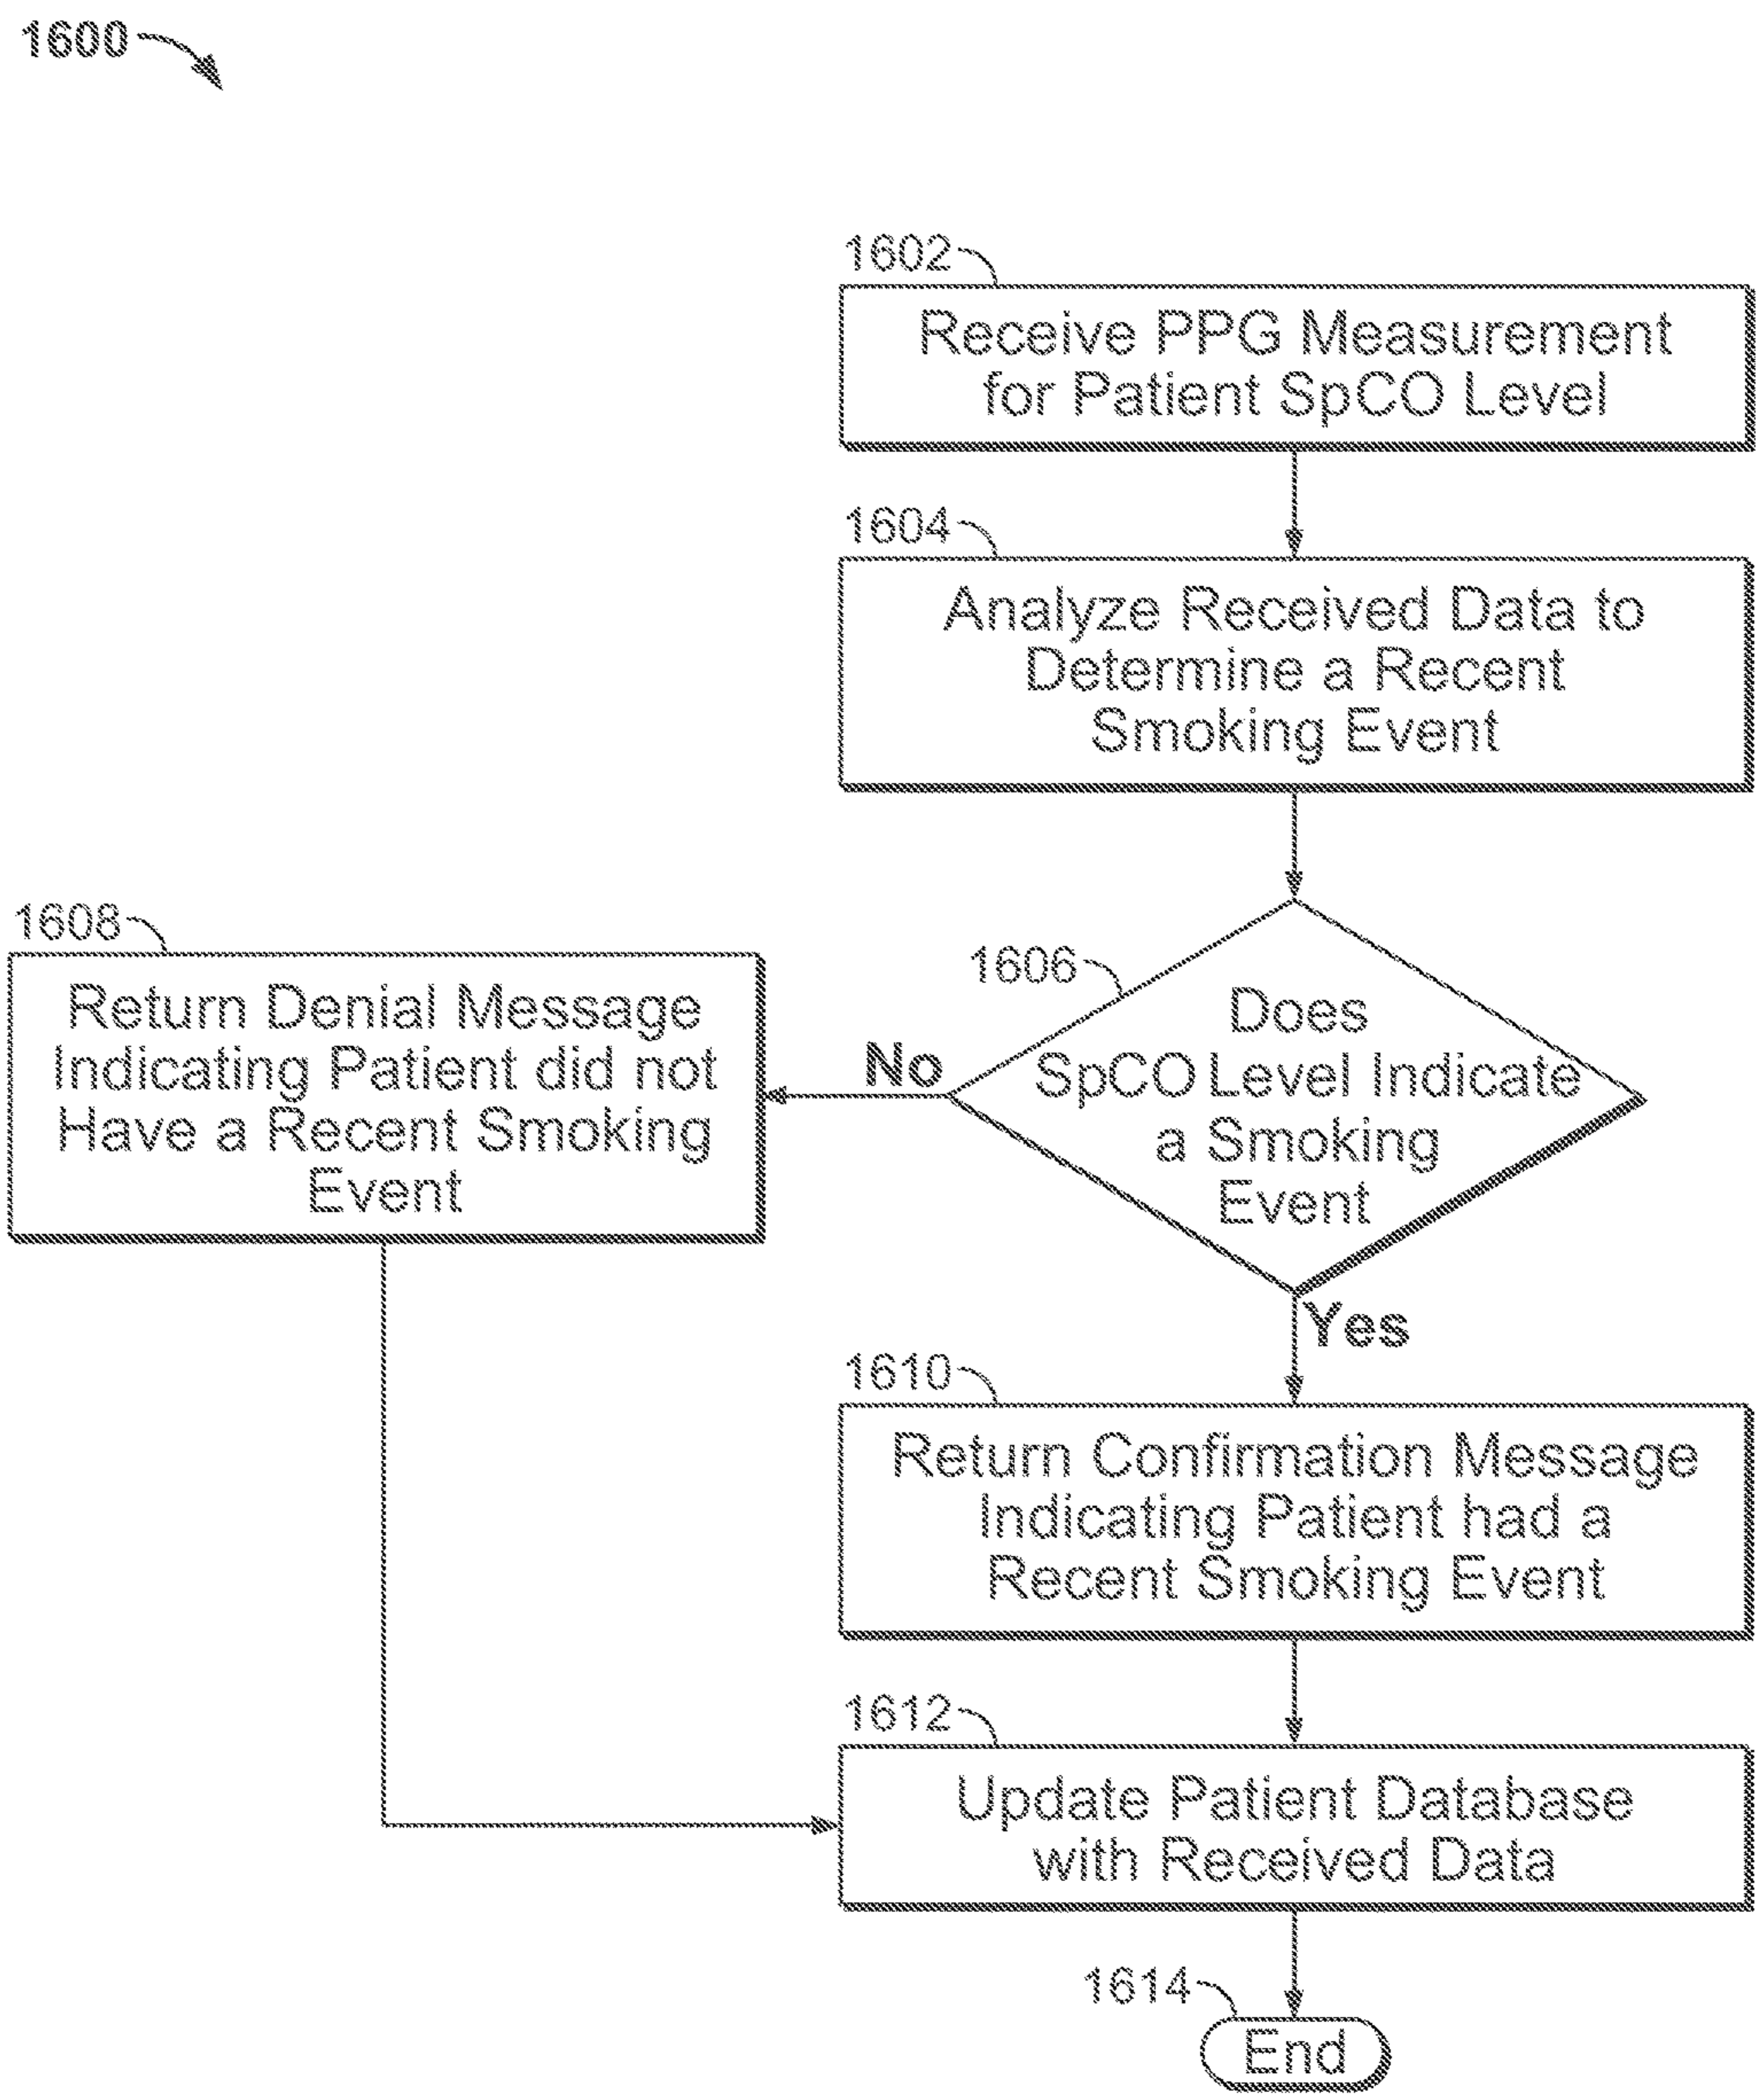 1600
1602
Receive PPG Measurement
for Patient SpCO Level
1604
Analyze Received Data to
Determine a Recent
Smoking Event
1606
Does
SpCO Level Indicate
a Smoking
Event
No
Yes
1608
Return Denial Message
Indicating Patient did not
Have a Recent Smoking
Event
1610
Return Confirmation Message
Indicating Patient had a
Recent Smoking Event
1612
Update Patient Database
with Received Data
1614
End